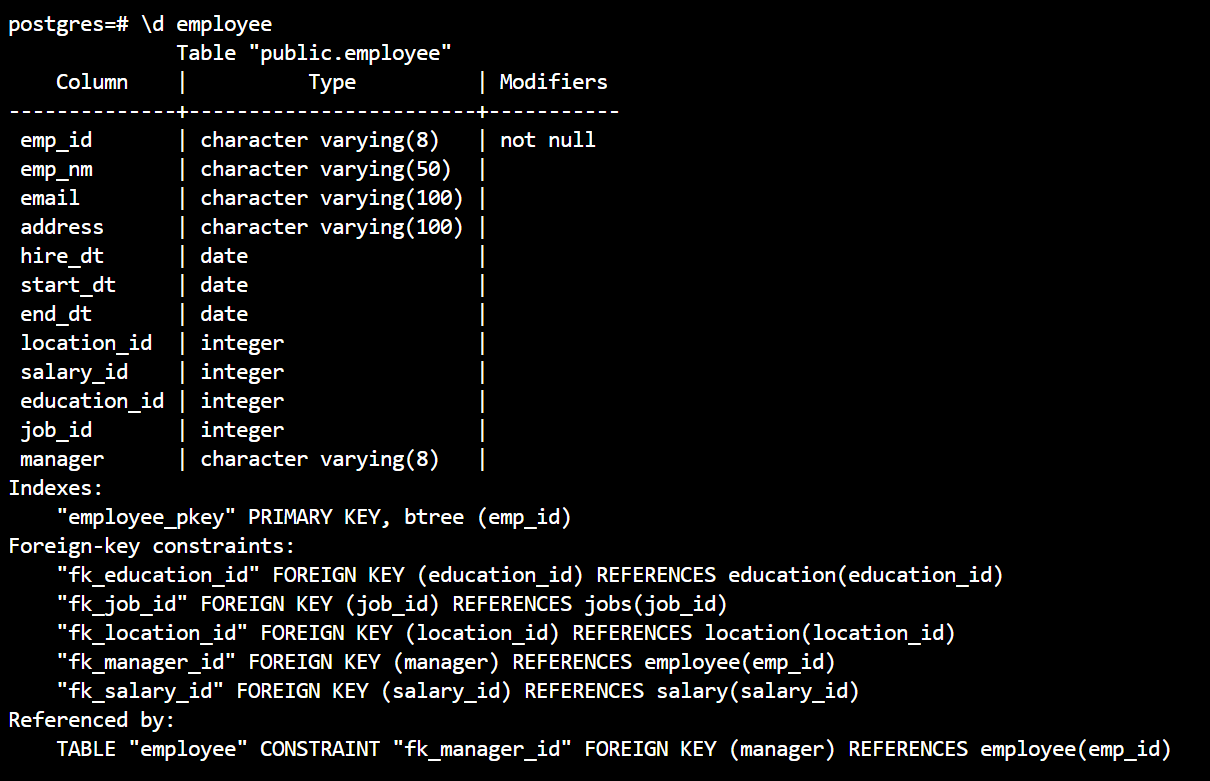 postgres=# \d employee
            Table "public.employee"
    Column    |          Type          | Modifiers
--------------+------------------------+-----------
 emp_id       | character varying(8)   | not null
 emp_nm       | character varying(50)  |
 email        | character varying(100) |
 address      | character varying(100) |
 hire_dt      | date                   |
 start_dt     | date                   |
 end_dt       | date                   |
 location_id  | integer                |
 salary_id    | integer                |
 education_id | integer                |
 job_id       | integer                |
 manager      | character varying(8)   |
Indexes:
    "employee_pkey" PRIMARY KEY, btree (emp_id)
Foreign-key constraints:
    "fk_education_id" FOREIGN KEY (education_id) REFERENCES education(education_id)
    "fk_job_id" FOREIGN KEY (job_id) REFERENCES jobs(job_id)
    "fk_location_id" FOREIGN KEY (location_id) REFERENCES location(location_id)
    "fk_manager_id" FOREIGN KEY (manager) REFERENCES employee(emp_id)
    "fk_salary_id" FOREIGN KEY (salary_id) REFERENCES salary(salary_id)
Referenced by:
    TABLE "employee" CONSTRAINT "fk_manager_id" FOREIGN KEY (manager) REFERENCES employee(emp_id)